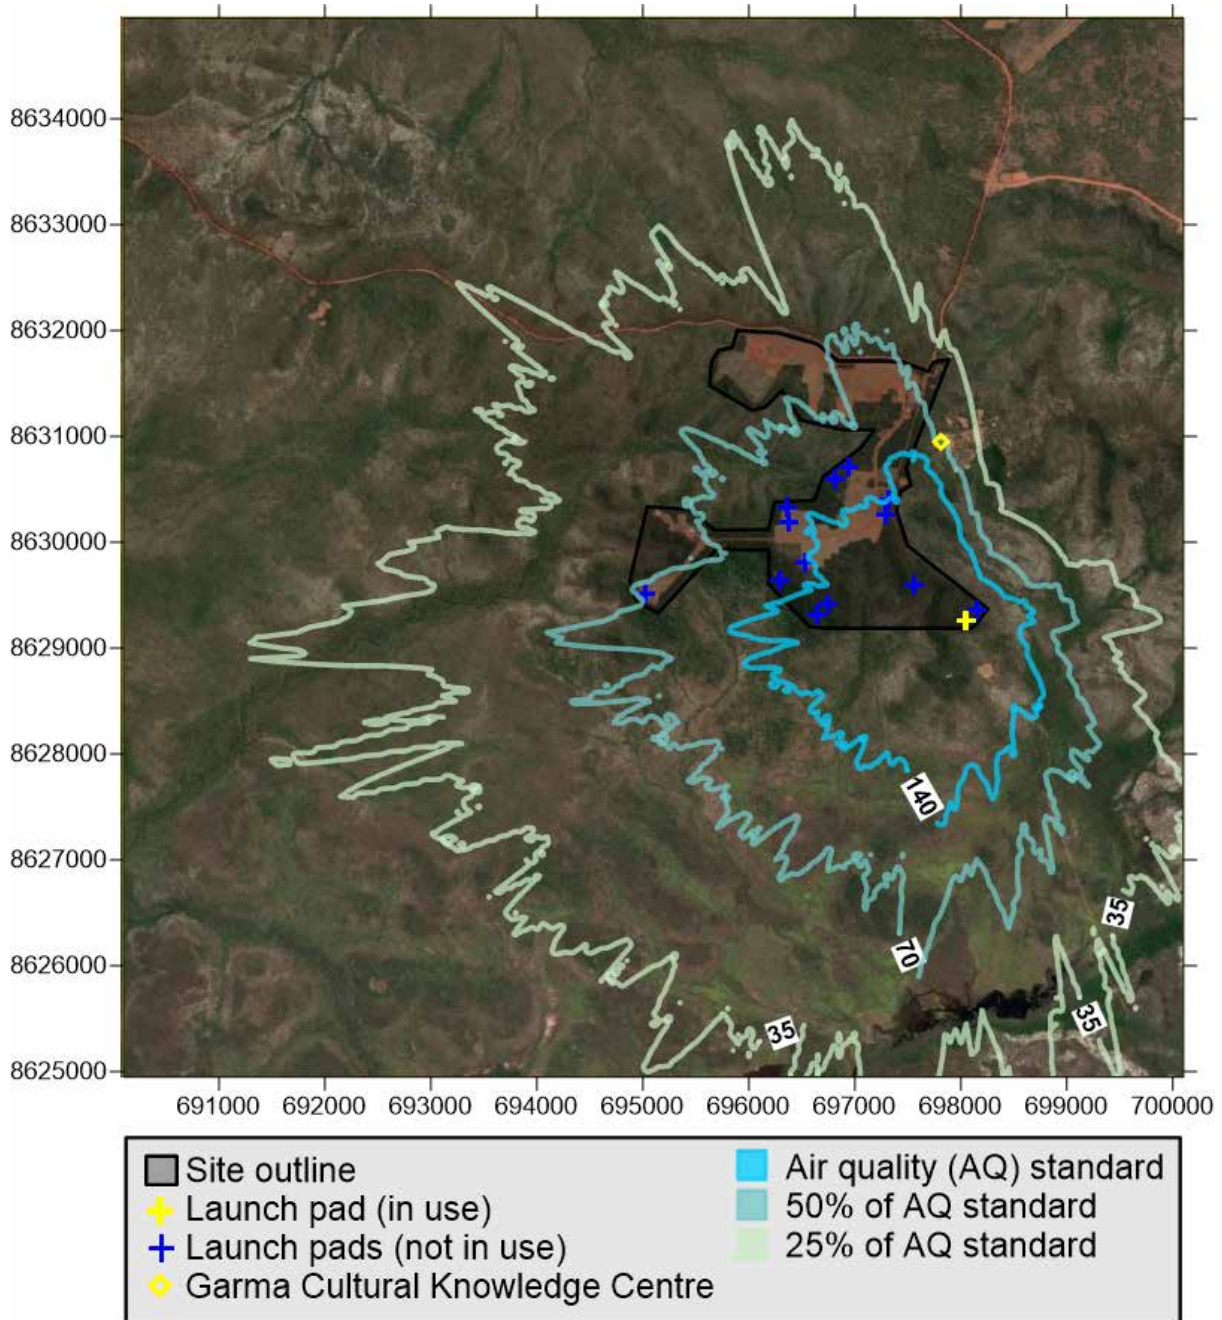 8634000
8633000
8632000
8631000
8630000
8629000
8628000
8627000
8626000
8625000
140
70
35
35
35
691000 692000 693000 694000 695000 696000 697000 698000 699000 700000
Site outline
Launch pad (in use)
Launch pads (not in use)
Garma Cultural Knowledge Centre
Air quality (AQ) standard
50% of AQ standard
25% of AQ standard